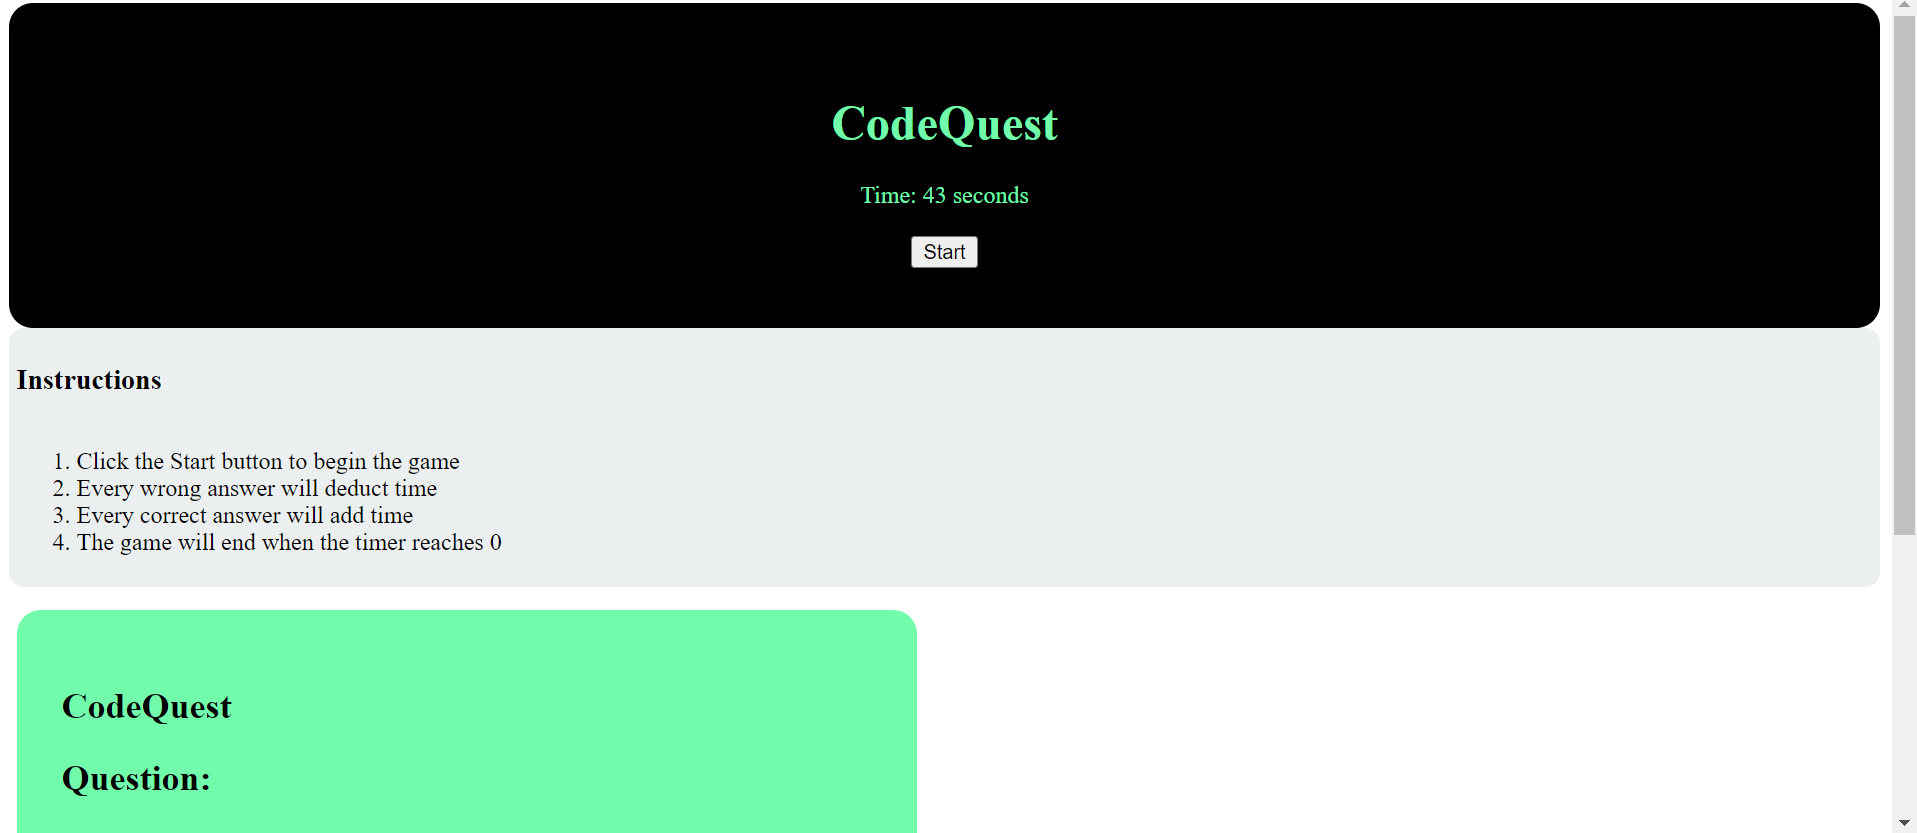 CodeQuest
Time: 43 seconds
Start
Instructions
1. Click the Start button to begin the game
2. Every wrong answer will deduct time
3. Every correct answer will add time
4. The game will end when the timer reaches 0
CodeQuest
Question: